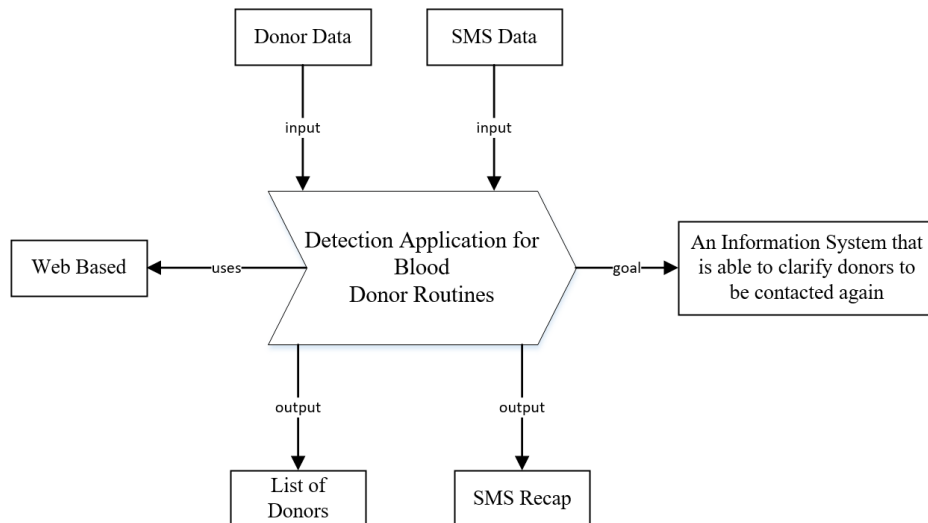 Donor Data
SMS Data
input
input
Detection Application for
Blood
Donor Routines
Web Based
uses
goal
An Information System that
is able to clarify donors to
be contacted again
output
output
List of
Donors
SMS Recap